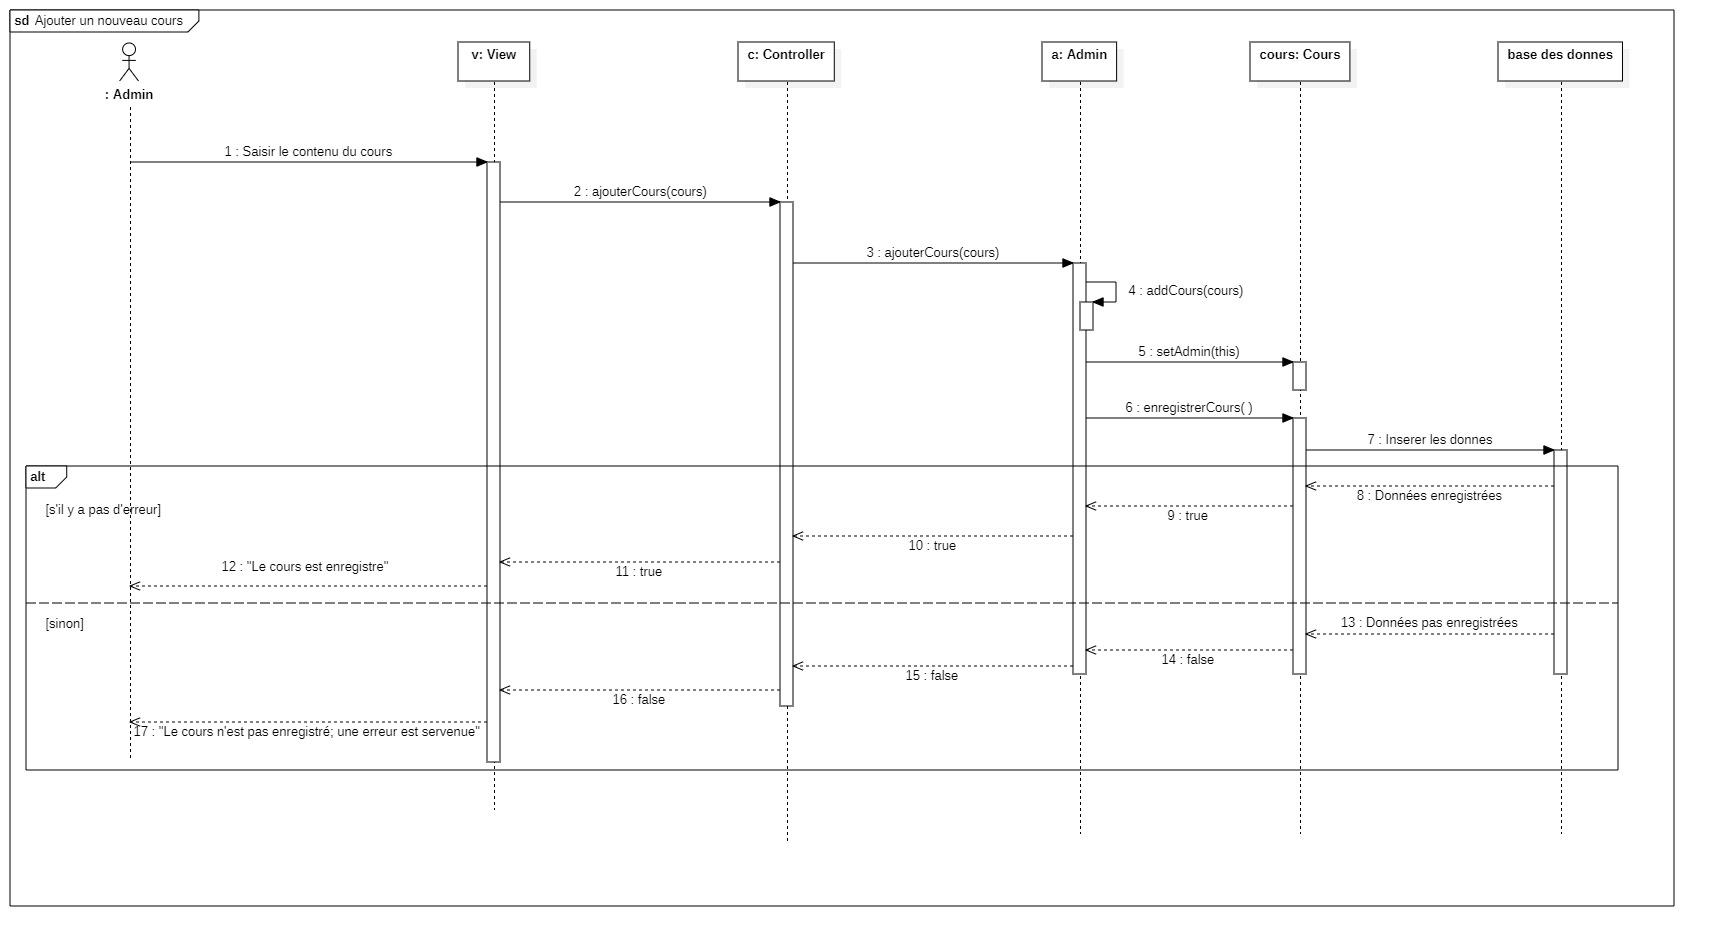 sd Ajouter un nouveau cours
: Admin
v: View
c: Controller
a: Admin
cours: Cours
base des donnes
1 : Saisir le contenu du cours
2 : ajouterCours(cours)
3 : ajouterCours(cours)
4 : addCours(cours)
5 : setAdmin(this)
6 : enregistrerCours( )
7 : Inserer les donnes
alt
[s'il y a pas d'erreur]
8 : Données enregistrées
9 : true
10 : true
11 : true
12 : "Le cours est enregistre"
[sinon]
13 : Données pas enregistrées
14 : false
15 : false
16 : false
17 : "Le cours n'est pas enregistré; une erreur est servenue"